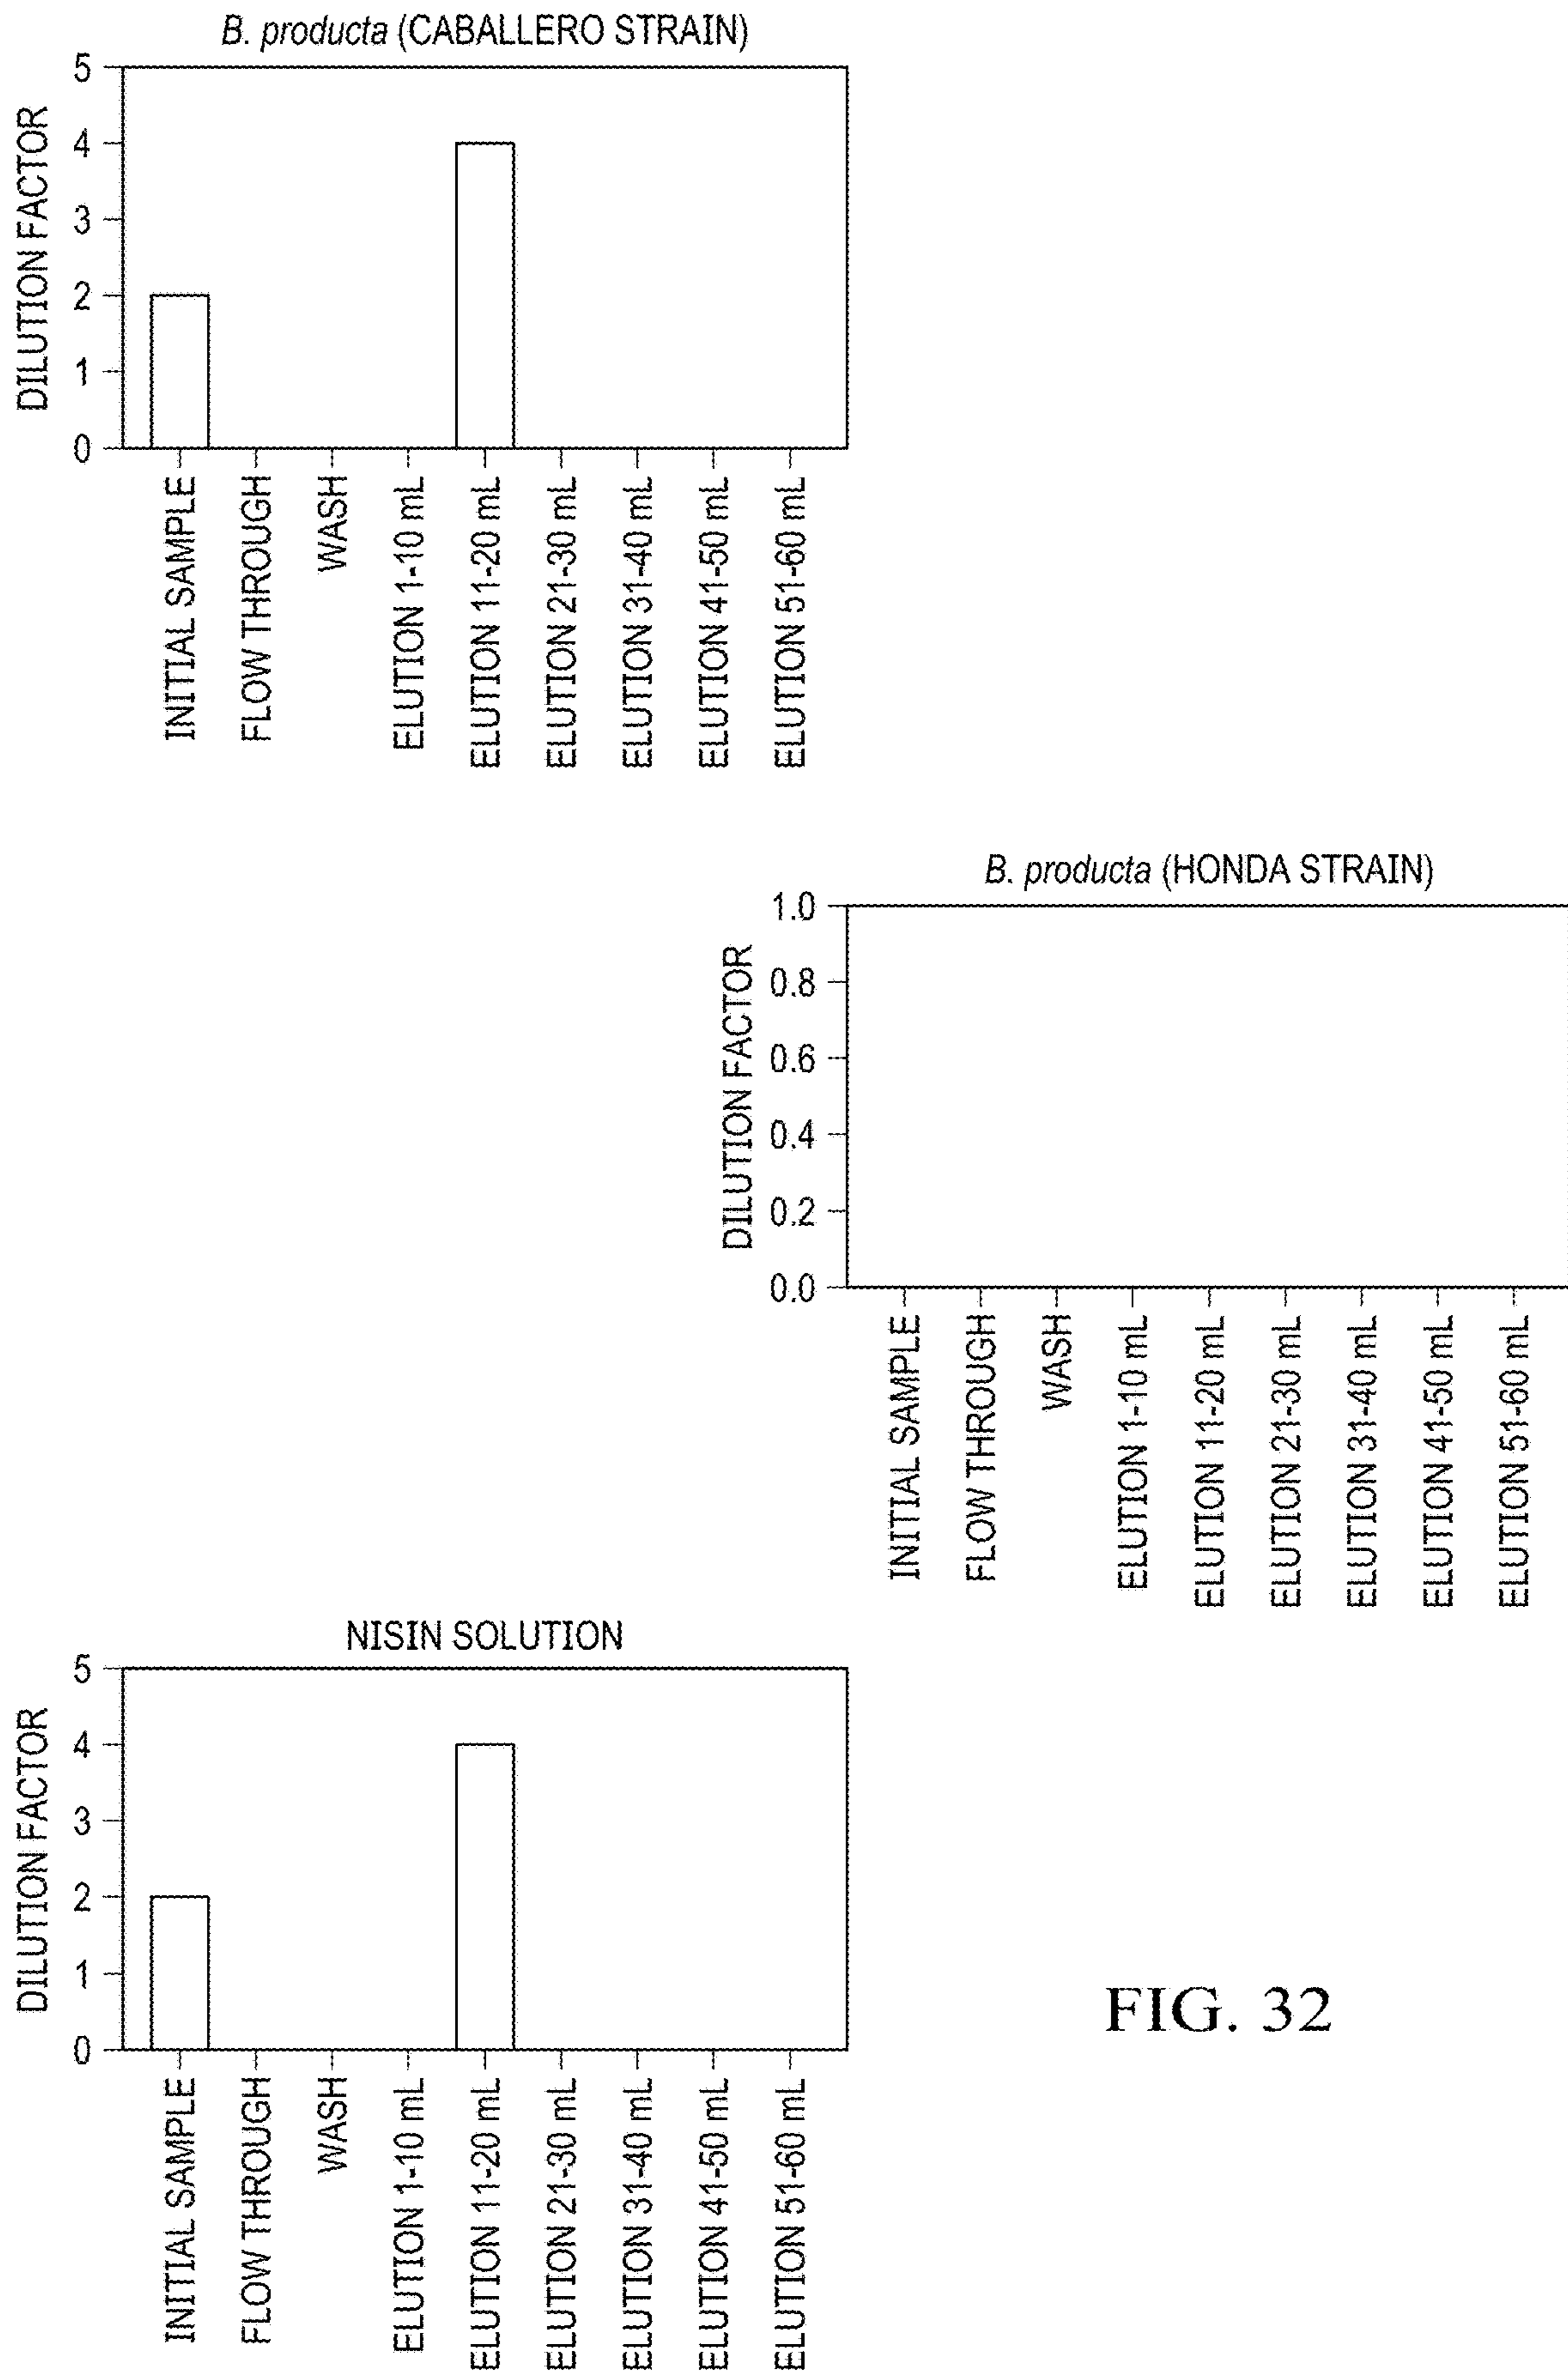 B. producta (CABALLERO STRAIN)
DILUTION FACTOR
5
4
3
2
1
0
INITIAL SAMPLE
FLOW THROUGH
WASH
ELUTION 1-10 mL
ELUTION 11-20 mL
ELUTION 21-30 mL
ELUTION 31-40 mL
ELUTION 41-50 mL
ELUTION 51-60 mL
B. producta (HONDA STRAIN)
DILUTION FACTOR
1.0
0.8
0.6
0.4
0.2
0.0
INITIAL SAMPLE
FLOW THROUGH
WASH
ELUTION 1-10 mL
ELUTION 11-20 mL
ELUTION 21-30 mL
ELUTION 31-40 mL
ELUTION 41-50 mL
ELUTION 51-60 mL
NISIN SOLUTION
DILUTION FACTOR
5
4
3
2
1
0
INITIAL SAMPLE
FLOW THROUGH
WASH
ELUTION 1-10 mL
ELUTION 11-20 mL
ELUTION 21-30 mL
ELUTION 31-40 mL
ELUTION 41-50 mL
ELUTION 51-60 mL
FIG. 32